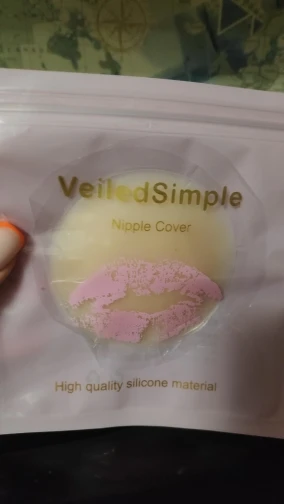 VeiledSimple
Nipple Cover
High quality silicone material